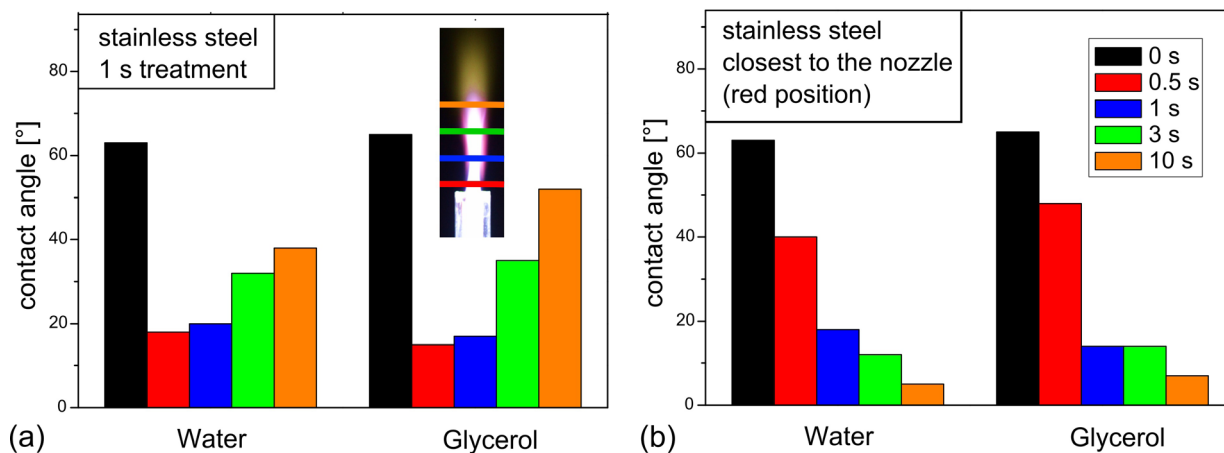 stainless steel
1 s treatment
contact angle [°]
80
60
40
20
0
Water
Glycerol
(a)
stainless steel
closest to the nozzle
(red position)
0 s
0.5 s
1 s
3 s
10 s
contact angle [°]
80
60
40
20
0
Water
Glycerol
(b)